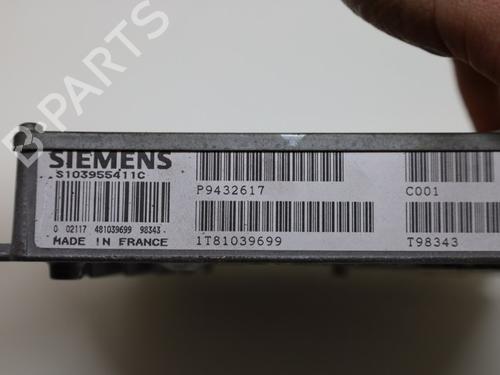 B-PARTS
SIEMENS
S103955411C
0 02117 481039699 98343
MADE IN FRANCE
P9432617
1T81039699
C001
T98343